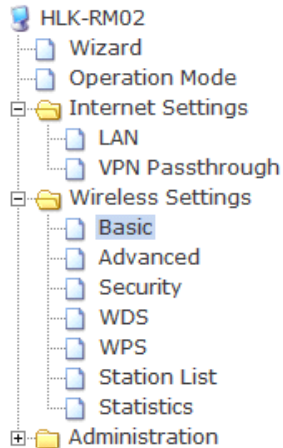 HLK-RM02
Wizard
Operation Mode
Internet Settings
LAN
VPN Passthrough
Wireless Settings
Basic
Advanced
Security
WDS
WPS
Station List
Statistics
Administration